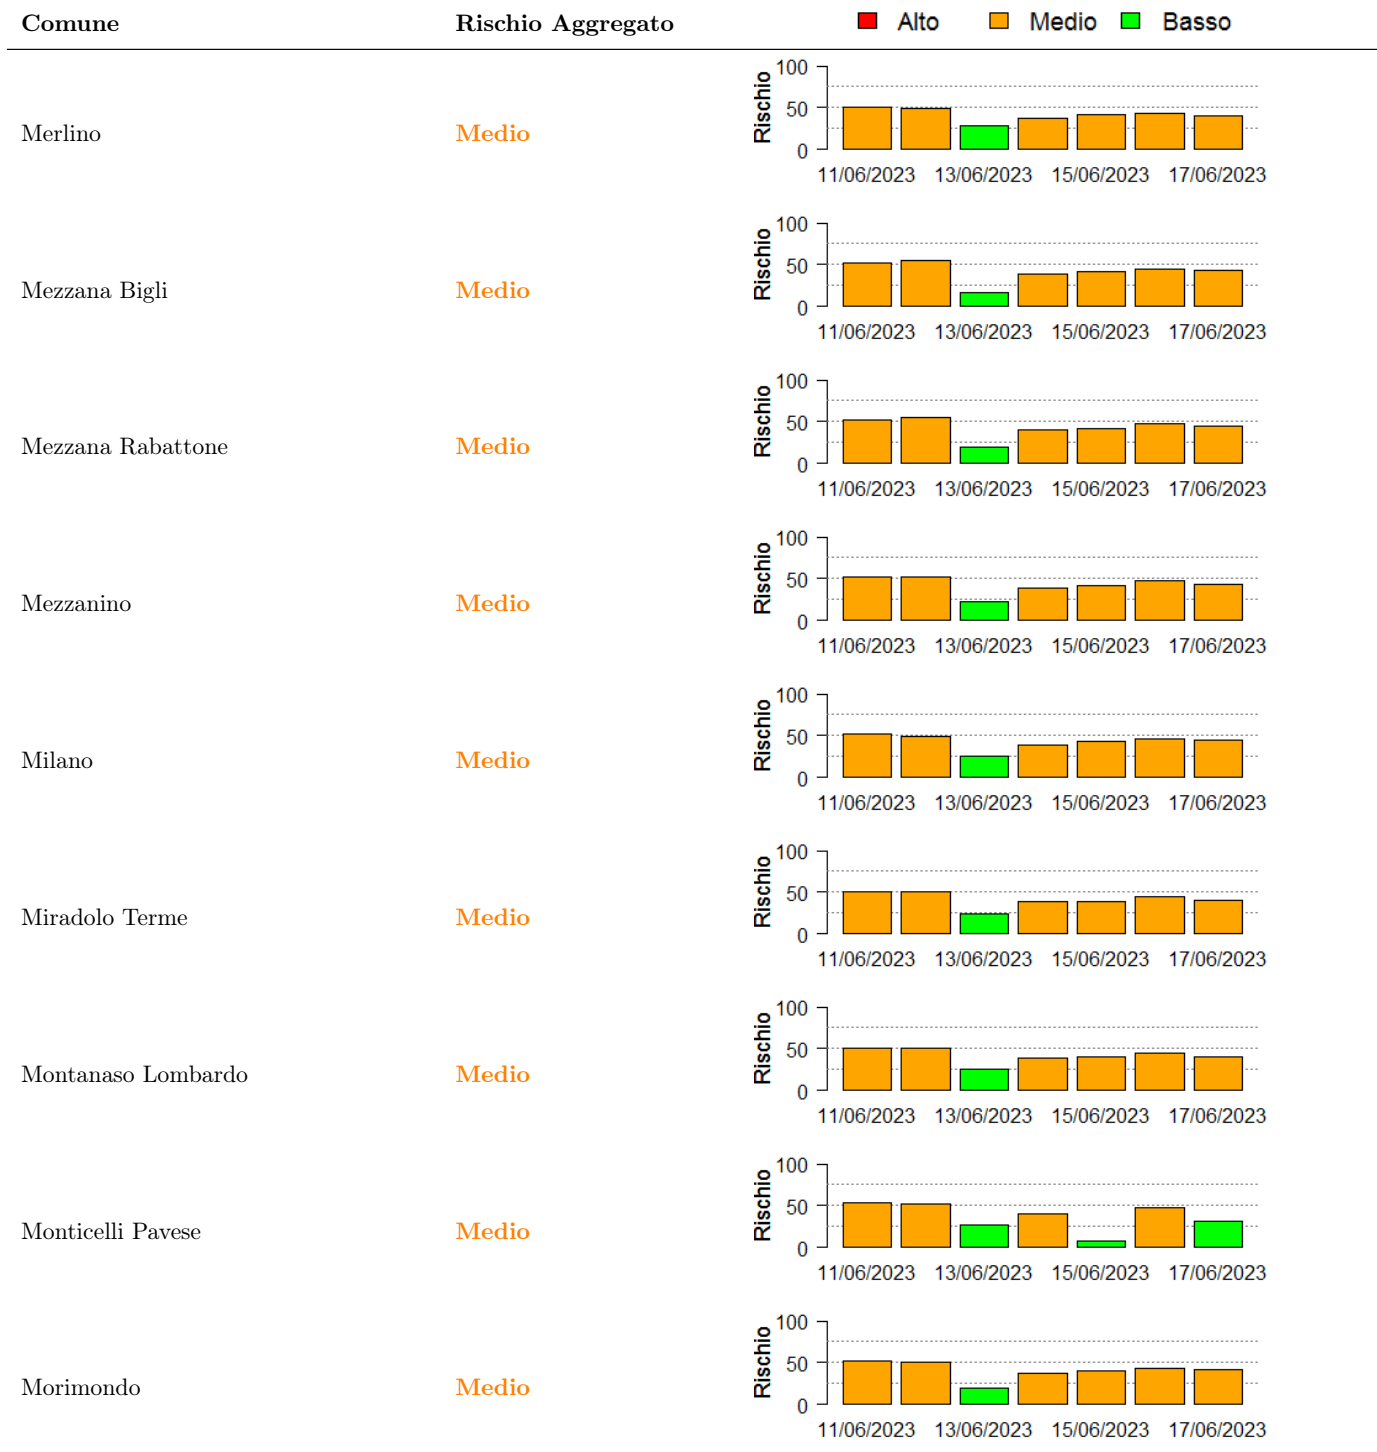 Comune Rischio Aggregato Alto Medio Basso
100
50
0
Rischio
Merlino Medio
11/06/2023 13/06/2023 15/06/2023 17/06/2023
100
50
0
Rischio
Mezzana Bigli Medio
11/06/2023 13/06/2023 15/06/2023 17/06/2023
100
50
0
Rischio
Mezzana Rabattone Medio
11/06/2023 13/06/2023 15/06/2023 17/06/2023
100
50
0
Rischio
Mezzanino Medio
11/06/2023 13/06/2023 15/06/2023 17/06/2023
100
50
0
Rischio
Milano Medio
11/06/2023 13/06/2023 15/06/2023 17/06/2023
100
50
0
Rischio
Miradolo Terme Medio
11/06/2023 13/06/2023 15/06/2023 17/06/2023
100
50
0
Rischio
Montanaso Lombardo Medio
11/06/2023 13/06/2023 15/06/2023 17/06/2023
100
50
0
Rischio
Monticelli Pavese Medio
11/06/2023 13/06/2023 15/06/2023 17/06/2023
100
50
0
Rischio
Morimondo Medio
11/06/2023 13/06/2023 15/06/2023 17/06/2023